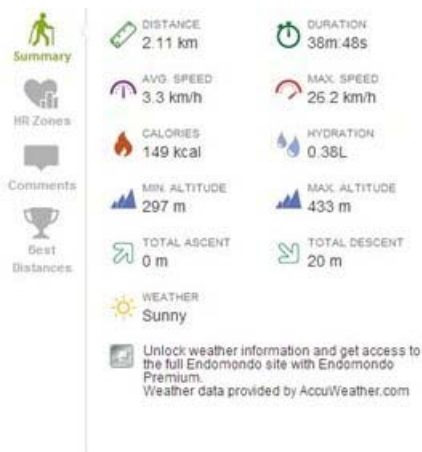 Summary
HR Zones
Comments
Best
Distances
DISTANCE
2.11 km
DURATION
38m:48s
AVG. SPEED
3.3 km/h
MAX. SPEED
26.2 km/h
CALORIES
149 kcal
HYDRATION
0.38L
MIN. ALTITUDE
297 m
MAX. ALTITUDE
433 m
TOTAL ASCENT
0 m
TOTAL DESCENT
20 m
WEATHER
Sunny
Unlock weather information and get access to
the full Endomondo site with Endomondo
Premium.
Weather data provided by AccuWeather.com